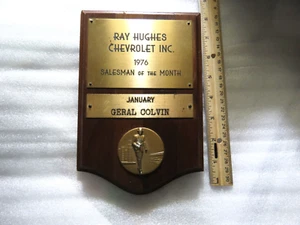 RAY HUGHES
CHEVROLET INC.
1976
SALESMAN OF THE MONTH
JANUARY
GERAL COLVIN